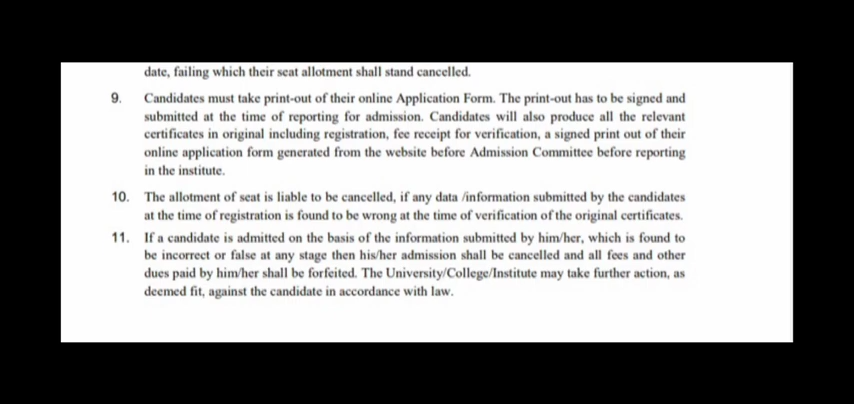 date, failing which their seat allotment shall stand cancelled.
9. Candidates must take print-out of their online Application Form. The print-out has to be signed and
submitted at the time of reporting for admission. Candidates will also produce all the relevant
certificates in original including registration, fee receipt for verification, a signed print out of their
online application form generated from the website before Admission Committee before reporting
in the institute.
10. The allotment of seat is liable to be cancelled, if any data /information submitted by the candidates
at the time of registration is found to be wrong at the time of verification of the original certificates.
11. If a candidate is admitted on the basis of the information submitted by him/her, which is found to
be incorrect or false at any stage then his/her admission shall be cancelled and all fees and other
dues paid by him/her shall be forfeited. The University/College/Institute may take further action, as
deemed fit, against the candidate in accordance with law.